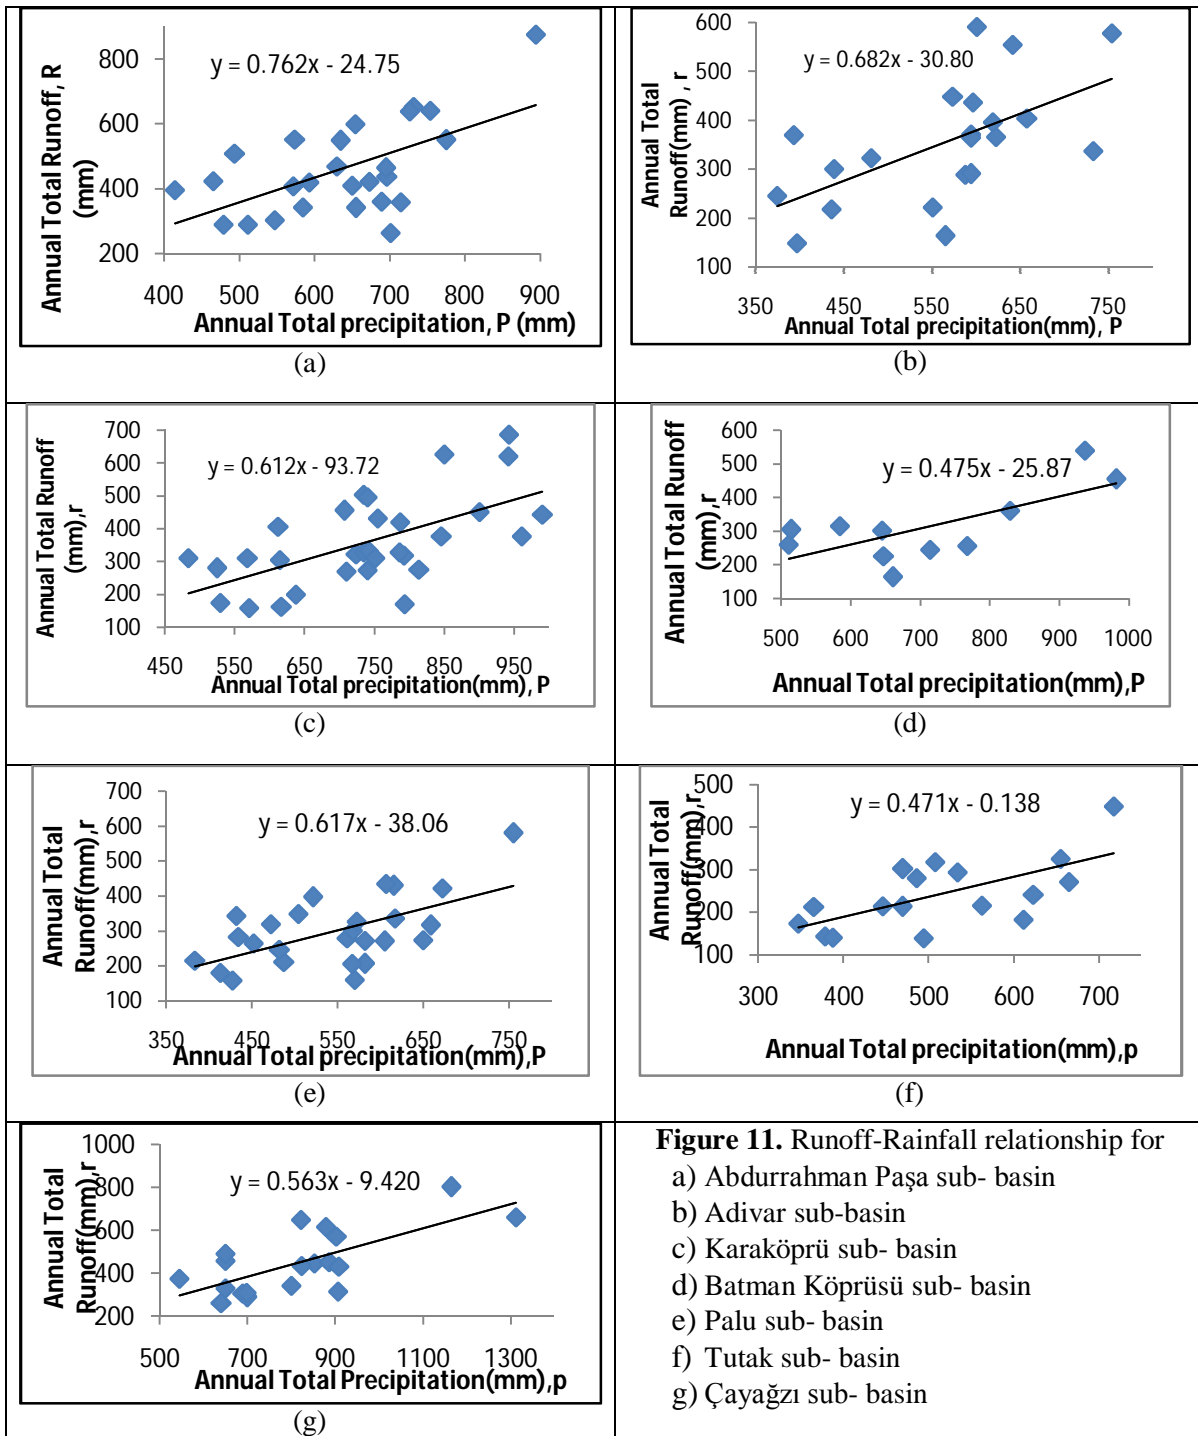 Annual Total Runoff, R
(mm)
800
600
400
200
y = 0.762x - 24.75
400 500 600 700 800 900
Annual Total precipitation, P (mm)
(a)
Annual Total
Runoff(mm) , r
600
500
400
300
200
100
y = 0.682x - 30.80
350 450 550 650 750
Annual Total precipitation(mm), P
(b)
Annual Total Runoff
(mm),r
700
600
500
400
300
200
100
y = 0.612x - 93.72
450 550 650 750 850 950
Annual Total precipitation(mm), P
(c)
Annual Total Runoff
(mm),r
600
500
400
300
200
100
y = 0.475x - 25.87
500 600 700 800 900 1000
Annual Total precipitation(mm),P
(d)
Annual Total
Runoff(mm),r
700
600
500
400
300
200
100
y = 0.617x - 38.06
350 450 550 650 750
Annual Total precipitation(mm),P
(e)
Annual Total
Runoff(mm),r
500
400
300
200
100
y = 0.471x - 0.138
300 400 500 600 700
Annual Total precipitation(mm),p
(f)
Annual Total
Runoff(mm),r
1000
800
600
400
200
y = 0.563x - 9.420
500 700 900 1100 1300
Annual Total Precipitation(mm),p
(g)
Figure 11. Runoff-Rainfall relationship for
a) Abdurrahman Paşa sub- basin
b) Adivar sub-basin
c) Karaköprü sub- basin
d) Batman Köprüsü sub- basin
e) Palu sub- basin
f) Tutak sub- basin
g) Çayağzı sub- basin